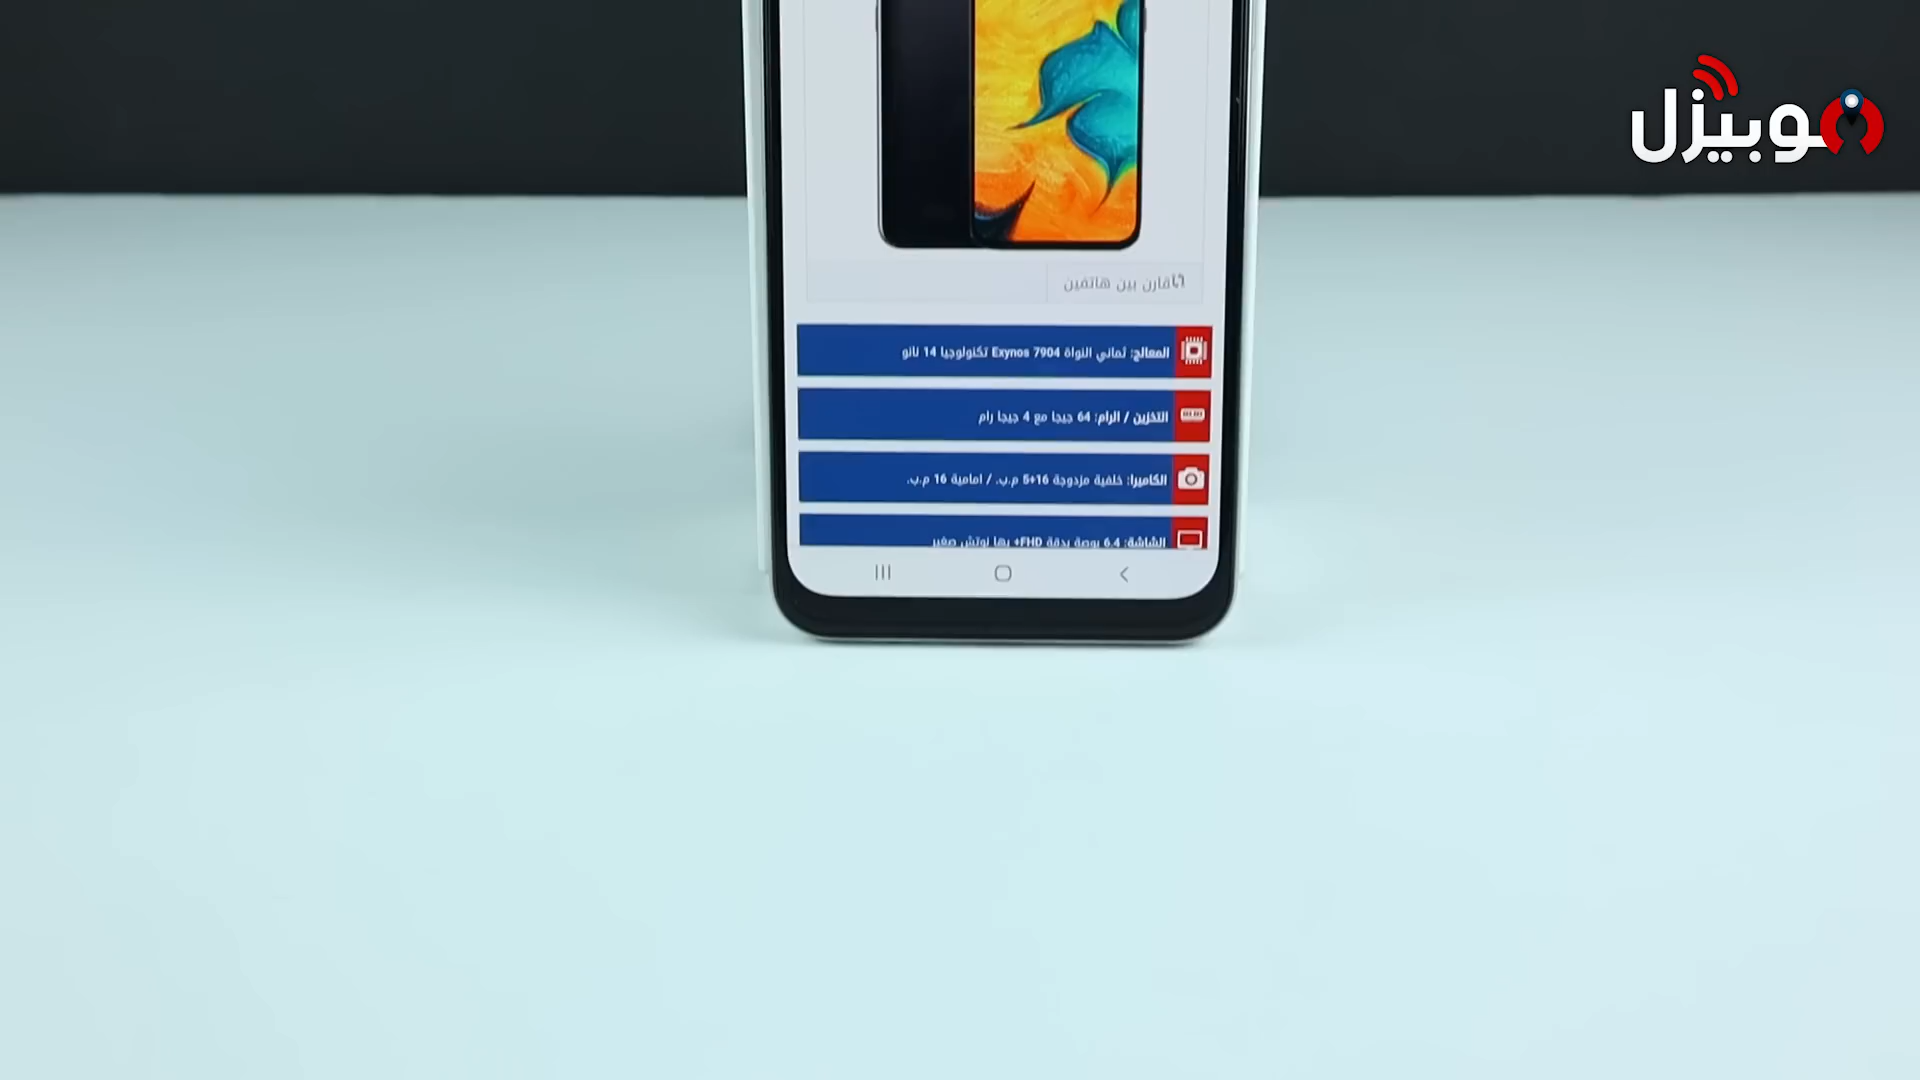 موبيزل
قارن بين هاتفين
المعالج: ثماني النواة Exynos 7904 تكنولوجيا 14 نانو
التخزين / الرام: 64 جيجا مع 4 جيجا رام
الكاميرا: خلفية مزدوجة 16+5 م.ب. / امامية 16 م.ب.
الشاشة: 6.4 بوصة بدقة FHD+ بها نوتش صغير